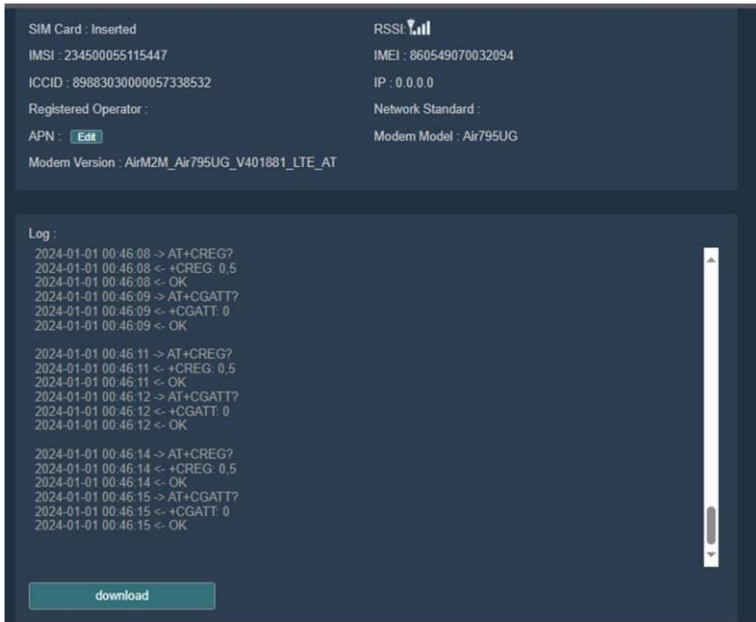 SIM Card : Inserted
RSSI:
IMSI : 234500055115447
IMEI : 860549070032094
ICCID : 89883030000057338532
IP : 0.0.0.0
Registered Operator :
Network Standard :
APN : Edit
Modem Model : Air795UG
Modem Version : AirM2M_Air795UG_V401881_LTE_AT
Log :
2024-01-01 00:46:08 -> AT+CREG?
2024-01-01 00:46:08 <- +CREG: 0,5
2024-01-01 00:46:08 <- OK
2024-01-01 00:46:09 -> AT+CGATT?
2024-01-01 00:46:09 <- +CGATT: 0
2024-01-01 00:46:09 <- OK
2024-01-01 00:46:11 -> AT+CREG?
2024-01-01 00:46:11 <- +CREG: 0,5
2024-01-01 00:46:11 <- OK
2024-01-01 00:46:12 -> AT+CGATT?
2024-01-01 00:46:12 <- +CGATT: 0
2024-01-01 00:46:12 <- OK
2024-01-01 00:46:14 -> AT+CREG?
2024-01-01 00:46:14 <- +CREG: 0,5
2024-01-01 00:46:14 <- OK
2024-01-01 00:46:15 -> AT+CGATT?
2024-01-01 00:46:15 <- +CGATT: 0
2024-01-01 00:46:15 <- OK
download